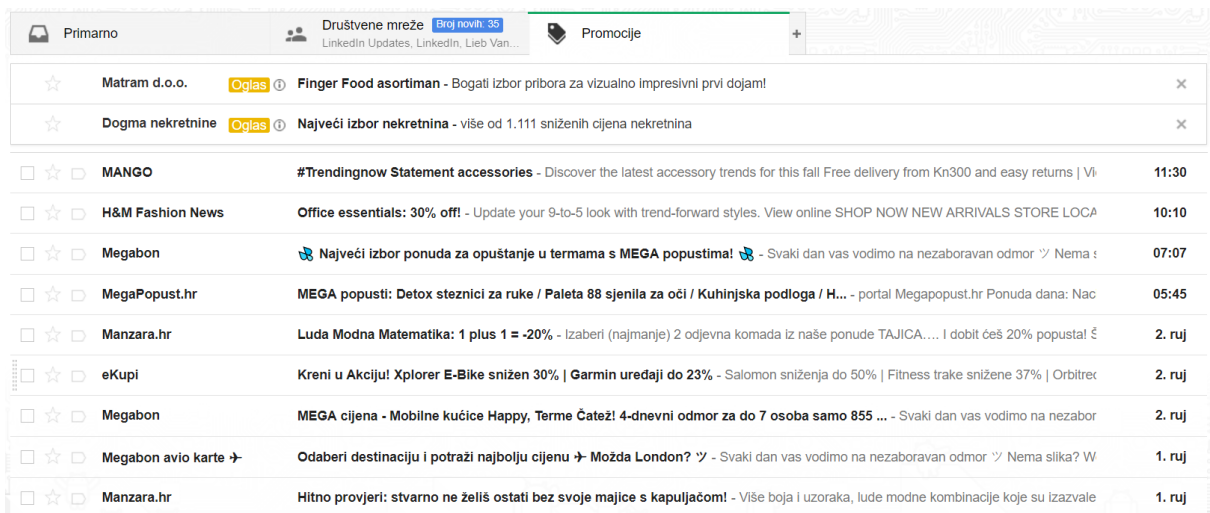 Primarno
Društvene mreže Broj novih: 35
LinkedIn Updates, LinkedIn, Lieb Van...
Promocije
+
Matram d.o.o. Oglas Finger Food asortiman - Bogati izbor pribora za vizualno impresivni prvi dojam!
Dogma nekretnine Oglas Najveći izbor nekretnina - više od 1.111 sniženih cijena nekretnina
MANGO #Trendingnow Statement accessories - Discover the latest accessory trends for this fall Free delivery from Kn300 and easy returns | Vi
H&M Fashion News Office essentials: 30% off! - Update your 9-to-5 look with trend-forward styles. View online SHOP NOW NEW ARRIVALS STORE LOCA 10:10
Megabon 💦 Najveći izbor ponuda za opuštanje u termama s MEGA popustima! 💦 - Svaki dan vas vodimo na nezaboravan odmor ツ Nema s 07:07
MegaPopust.hr MEGA popusti: Detox steznici za ruke / Paleta 88 sjenila za oči / Kuhinjska podloga / H... - portal Megapopust.hr Ponuda dana: Nac 05:45
Manzara.hr Luda Modna Matematika: 1 plus 1 = -20% - Izaberi (najmanje) 2 odjevna komada iz naše ponude TAJICA.... I dobit ćeš 20% popusta! Š 2. ruj
eKupi Kreni u Akciju! Xplorer E-Bike snižen 30% | Garmin uređaji do 23% - Salomon sniženja do 50% | Fitness trake snižene 37% | Orbitrec 2. ruj
Megabon MEGA cijena - Mobilne kućice Happy, Terme Čatež! 4-dnevni odmor za do 7 osoba samo 855 ... - Svaki dan vas vodimo na nezabor 2. ruj
Megabon avio karte ✈ Odaberi destinaciju i potraži najbolju cijenu ✈ Možda London? ツ - Svaki dan vas vodimo na nezaboravan odmor ツ Nema slika? W 1. ruj
Manzara.hr Hitno provjeri: stvarno ne želiš ostati bez svoje majice s kapuljačom! - Više boja i uzoraka, lude modne kombinacije koje su izazvale 1. ruj